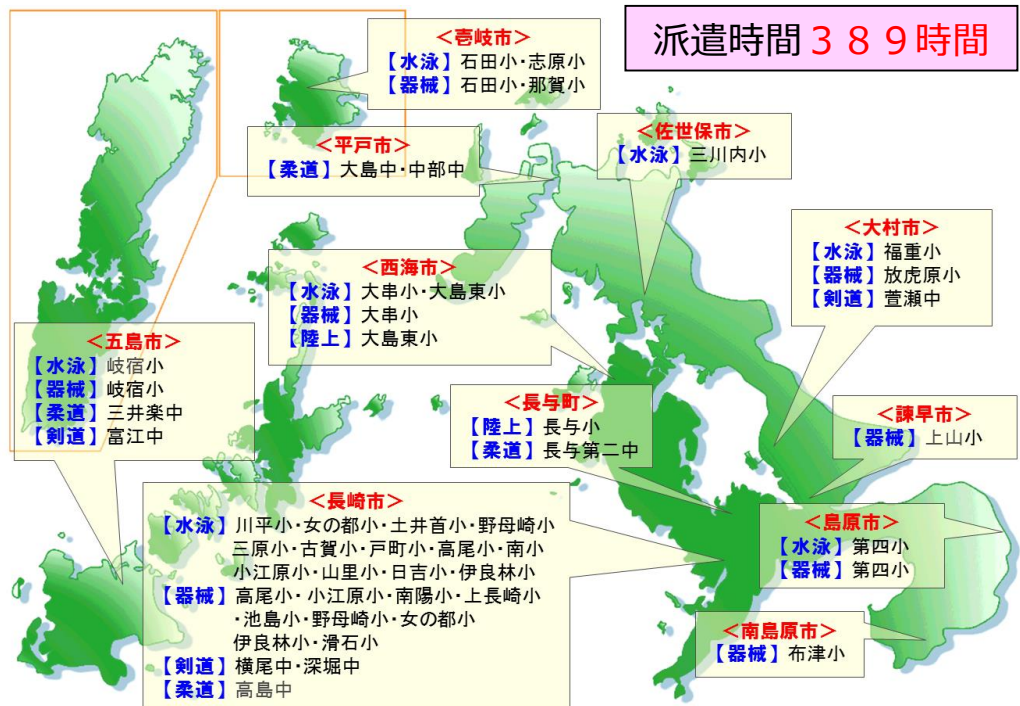 派遣時間３８９時間
＜壱岐市＞
【水泳】石田小・志原小
【器械】石田小・那賀小
＜平戸市＞
【柔道】大島中・中部中
＜佐世保市＞
【水泳】三川内小
＜大村市＞
【水泳】福重小
【器械】放虎原小
【剣道】萱瀬中
＜西海市＞
【水泳】大串小・大島東小
【器械】大串小
【陸上】大島東小
＜五島市＞
【水泳】岐宿小
【器械】岐宿小
【柔道】三井楽中
【剣道】富江中
＜長与町＞
【陸上】長与小
【柔道】長与第二中
＜諫早市＞
【器械】上山小
＜長崎市＞
【水泳】川平小・女の都小・土井首小・野母崎小
三原小・古賀小・戸町小・高尾小・南小
小江原小・山里小・日吉小・伊良林小
【器械】高尾小・小江原小・南陽小・上長崎小
・池島小・野母崎小・女の都小
伊良林小・滑石小
【剣道】横尾中・深堀中
【柔道】高島中
＜島原市＞
【水泳】第四小
【器械】第四小
＜南島原市＞
【器械】布津小